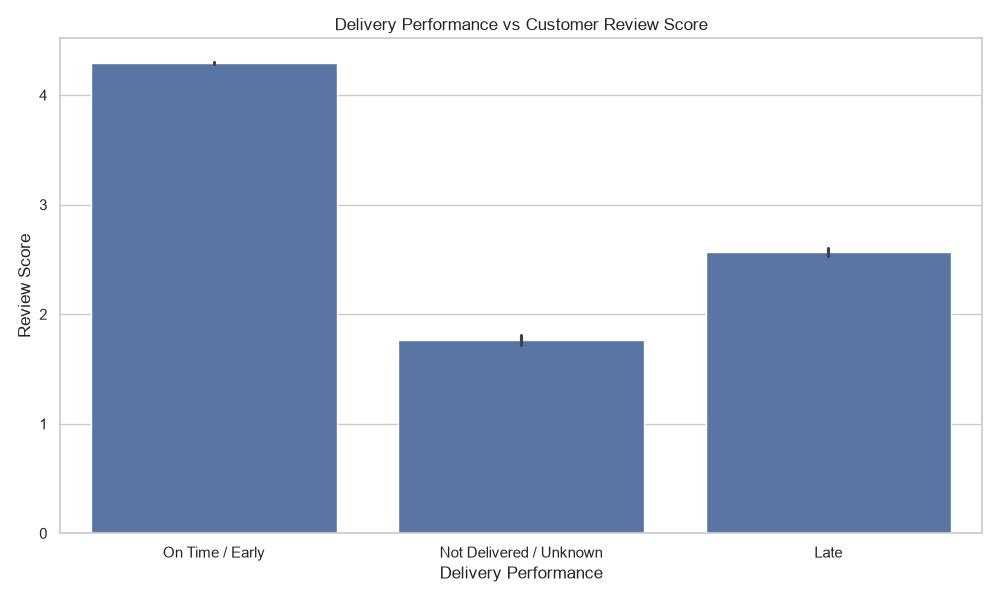 Delivery Performance vs Customer Review Score
Review Score
4
3
2
1
0
On Time / Early
Not Delivered / Unknown
Late
Delivery Performance